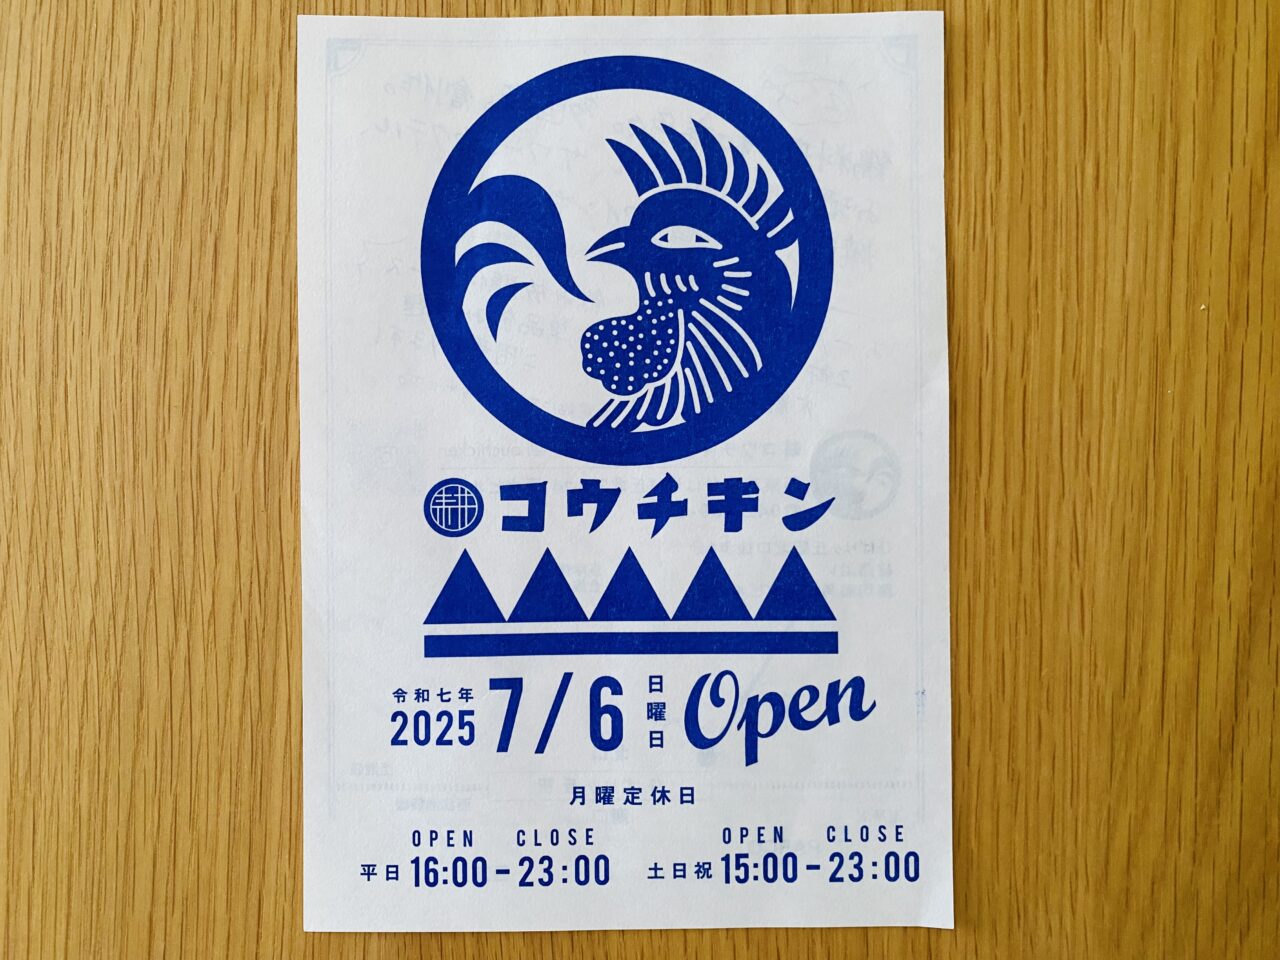 耕 コウチキン
令和七年
2025 7/6 日曜日 Open
月曜定休日
OPEN CLOSE OPEN CLOSE
平日 16:00-23:00 土日祝 15:00-23:00